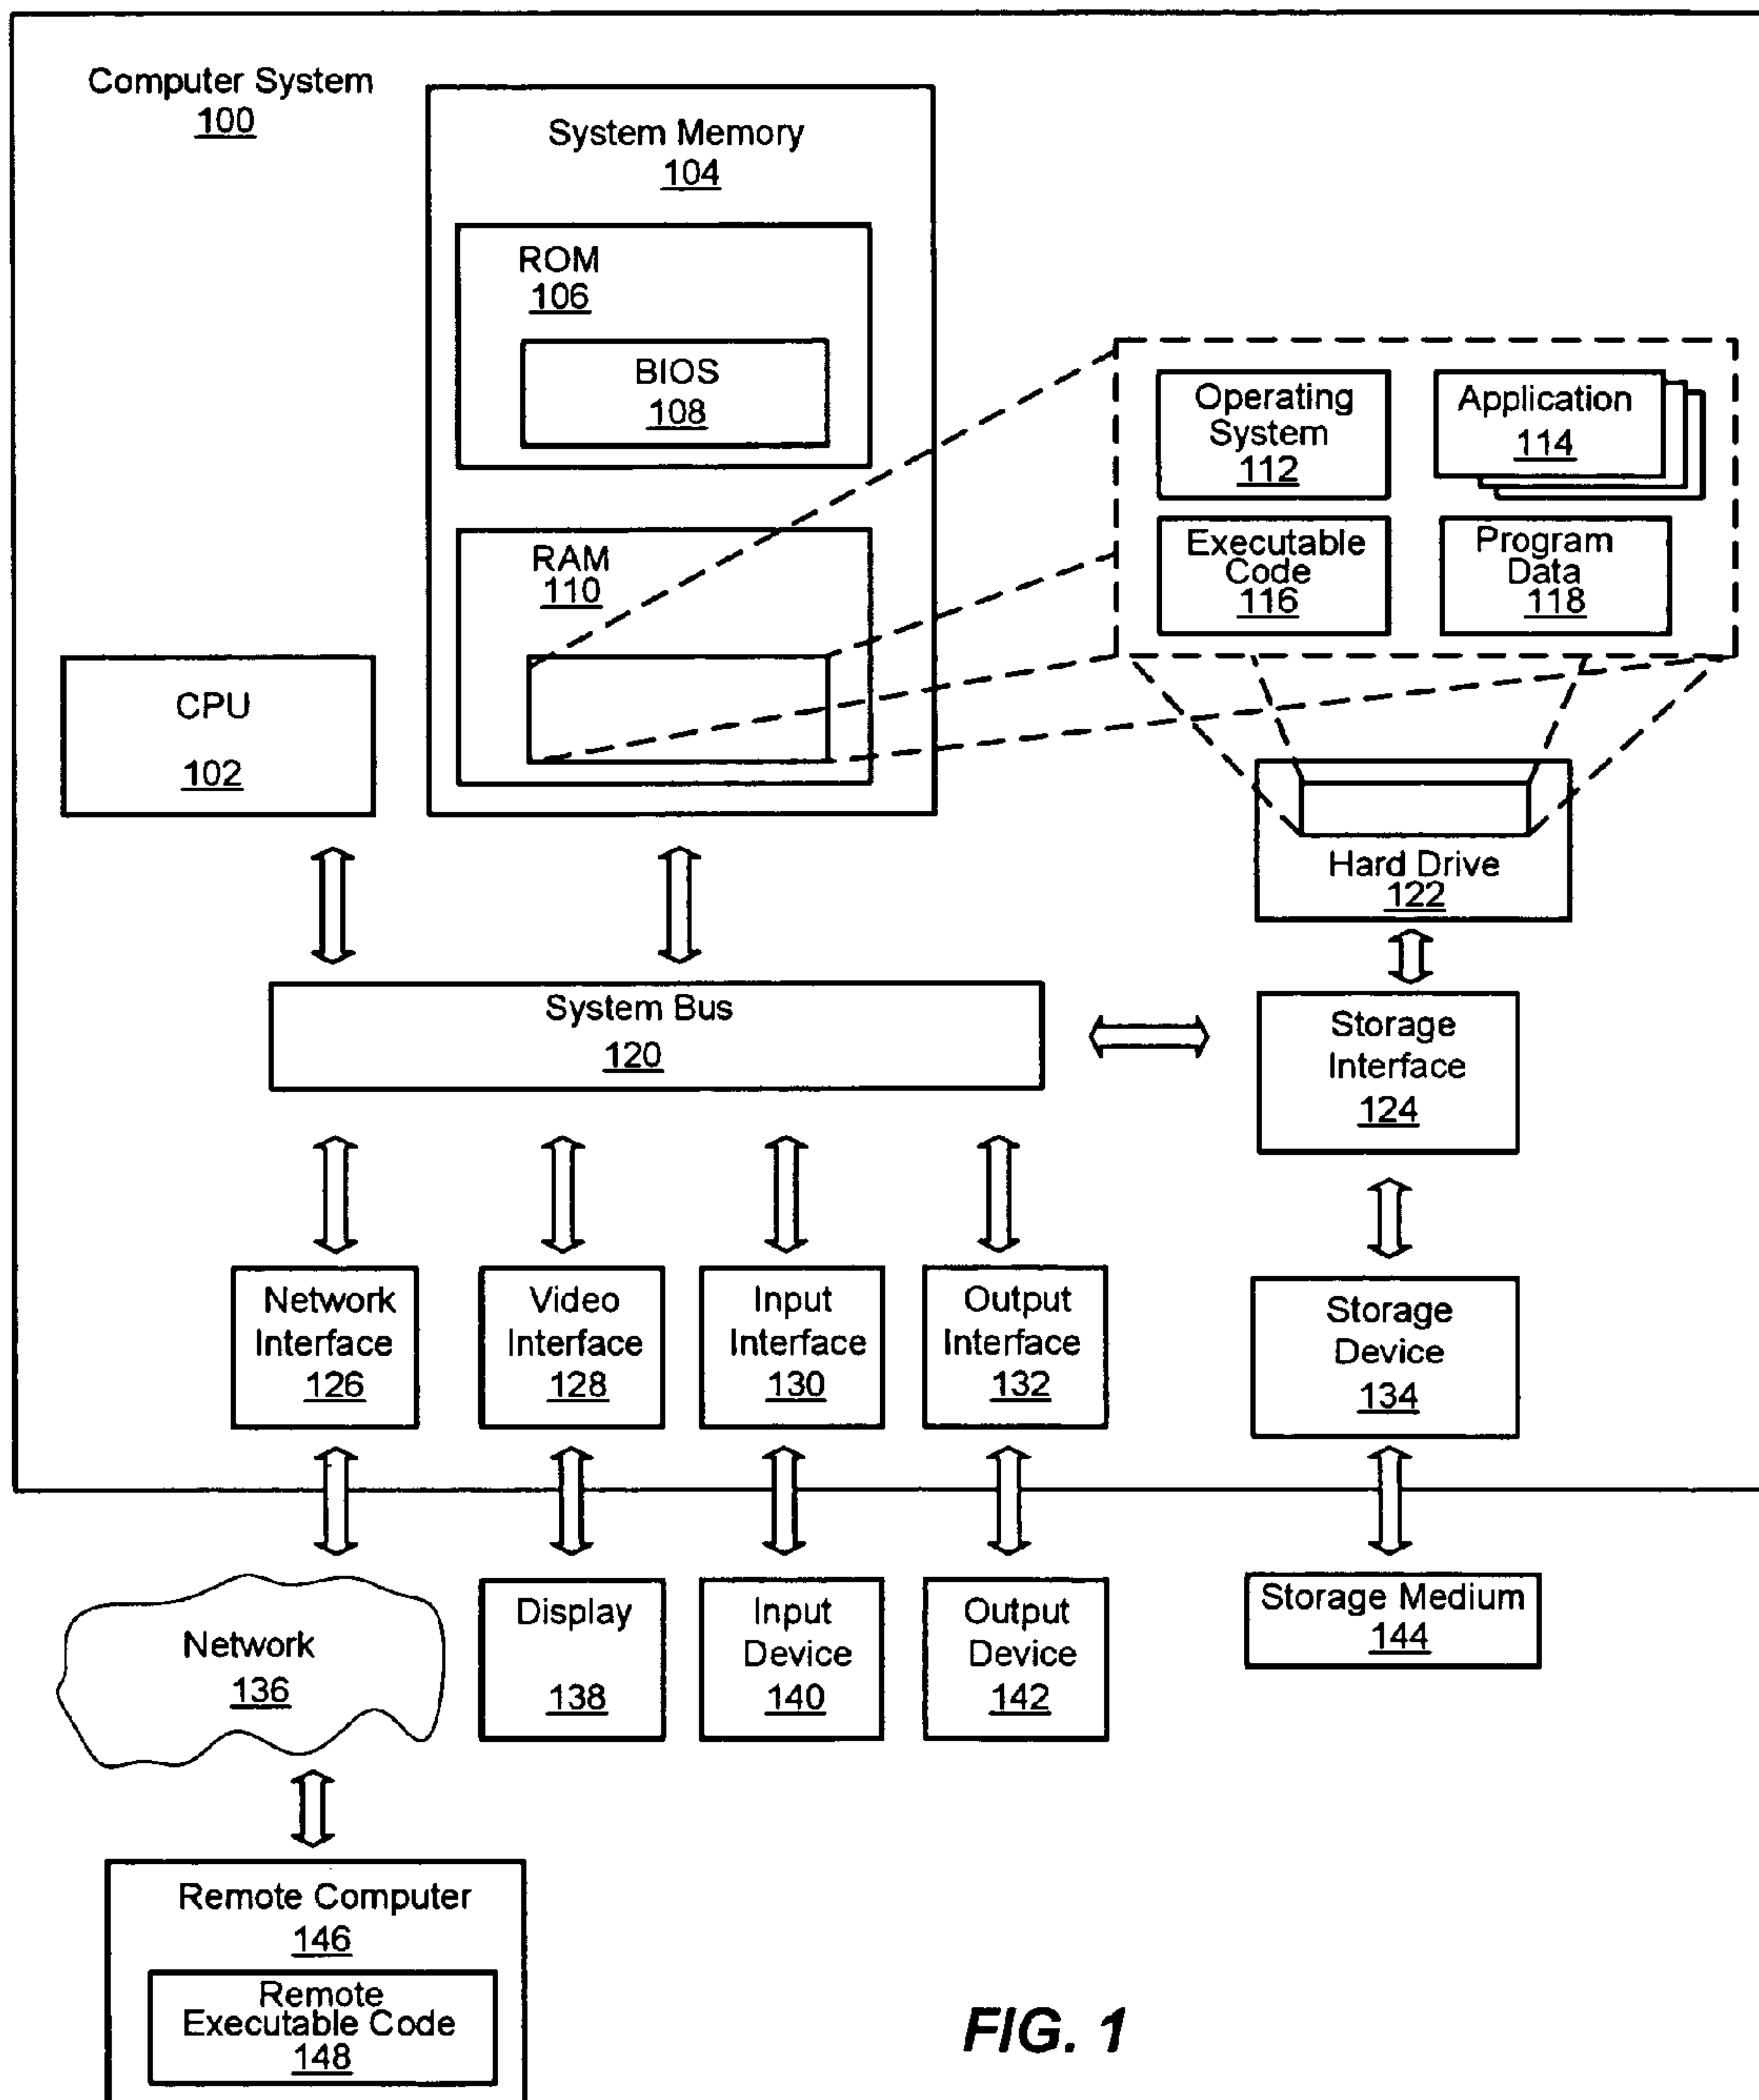 Computer System
100
System Memory
104
ROM
106
BIOS
108
RAM
110
Operating
System
112
Application
114
Executable
Code
116
Program
Data
118
CPU
102
Hard Drive
122
System Bus
120
Storage
Interface
124
Network
Interface
126
Video
Interface
128
Input
Interface
130
Output
Interface
132
Storage
Device
134
Network
136
Display
138
Input
Device
140
Output
Device
142
Storage Medium
144
Remote Computer
146
Remote
Executable Code
148
FIG. 1